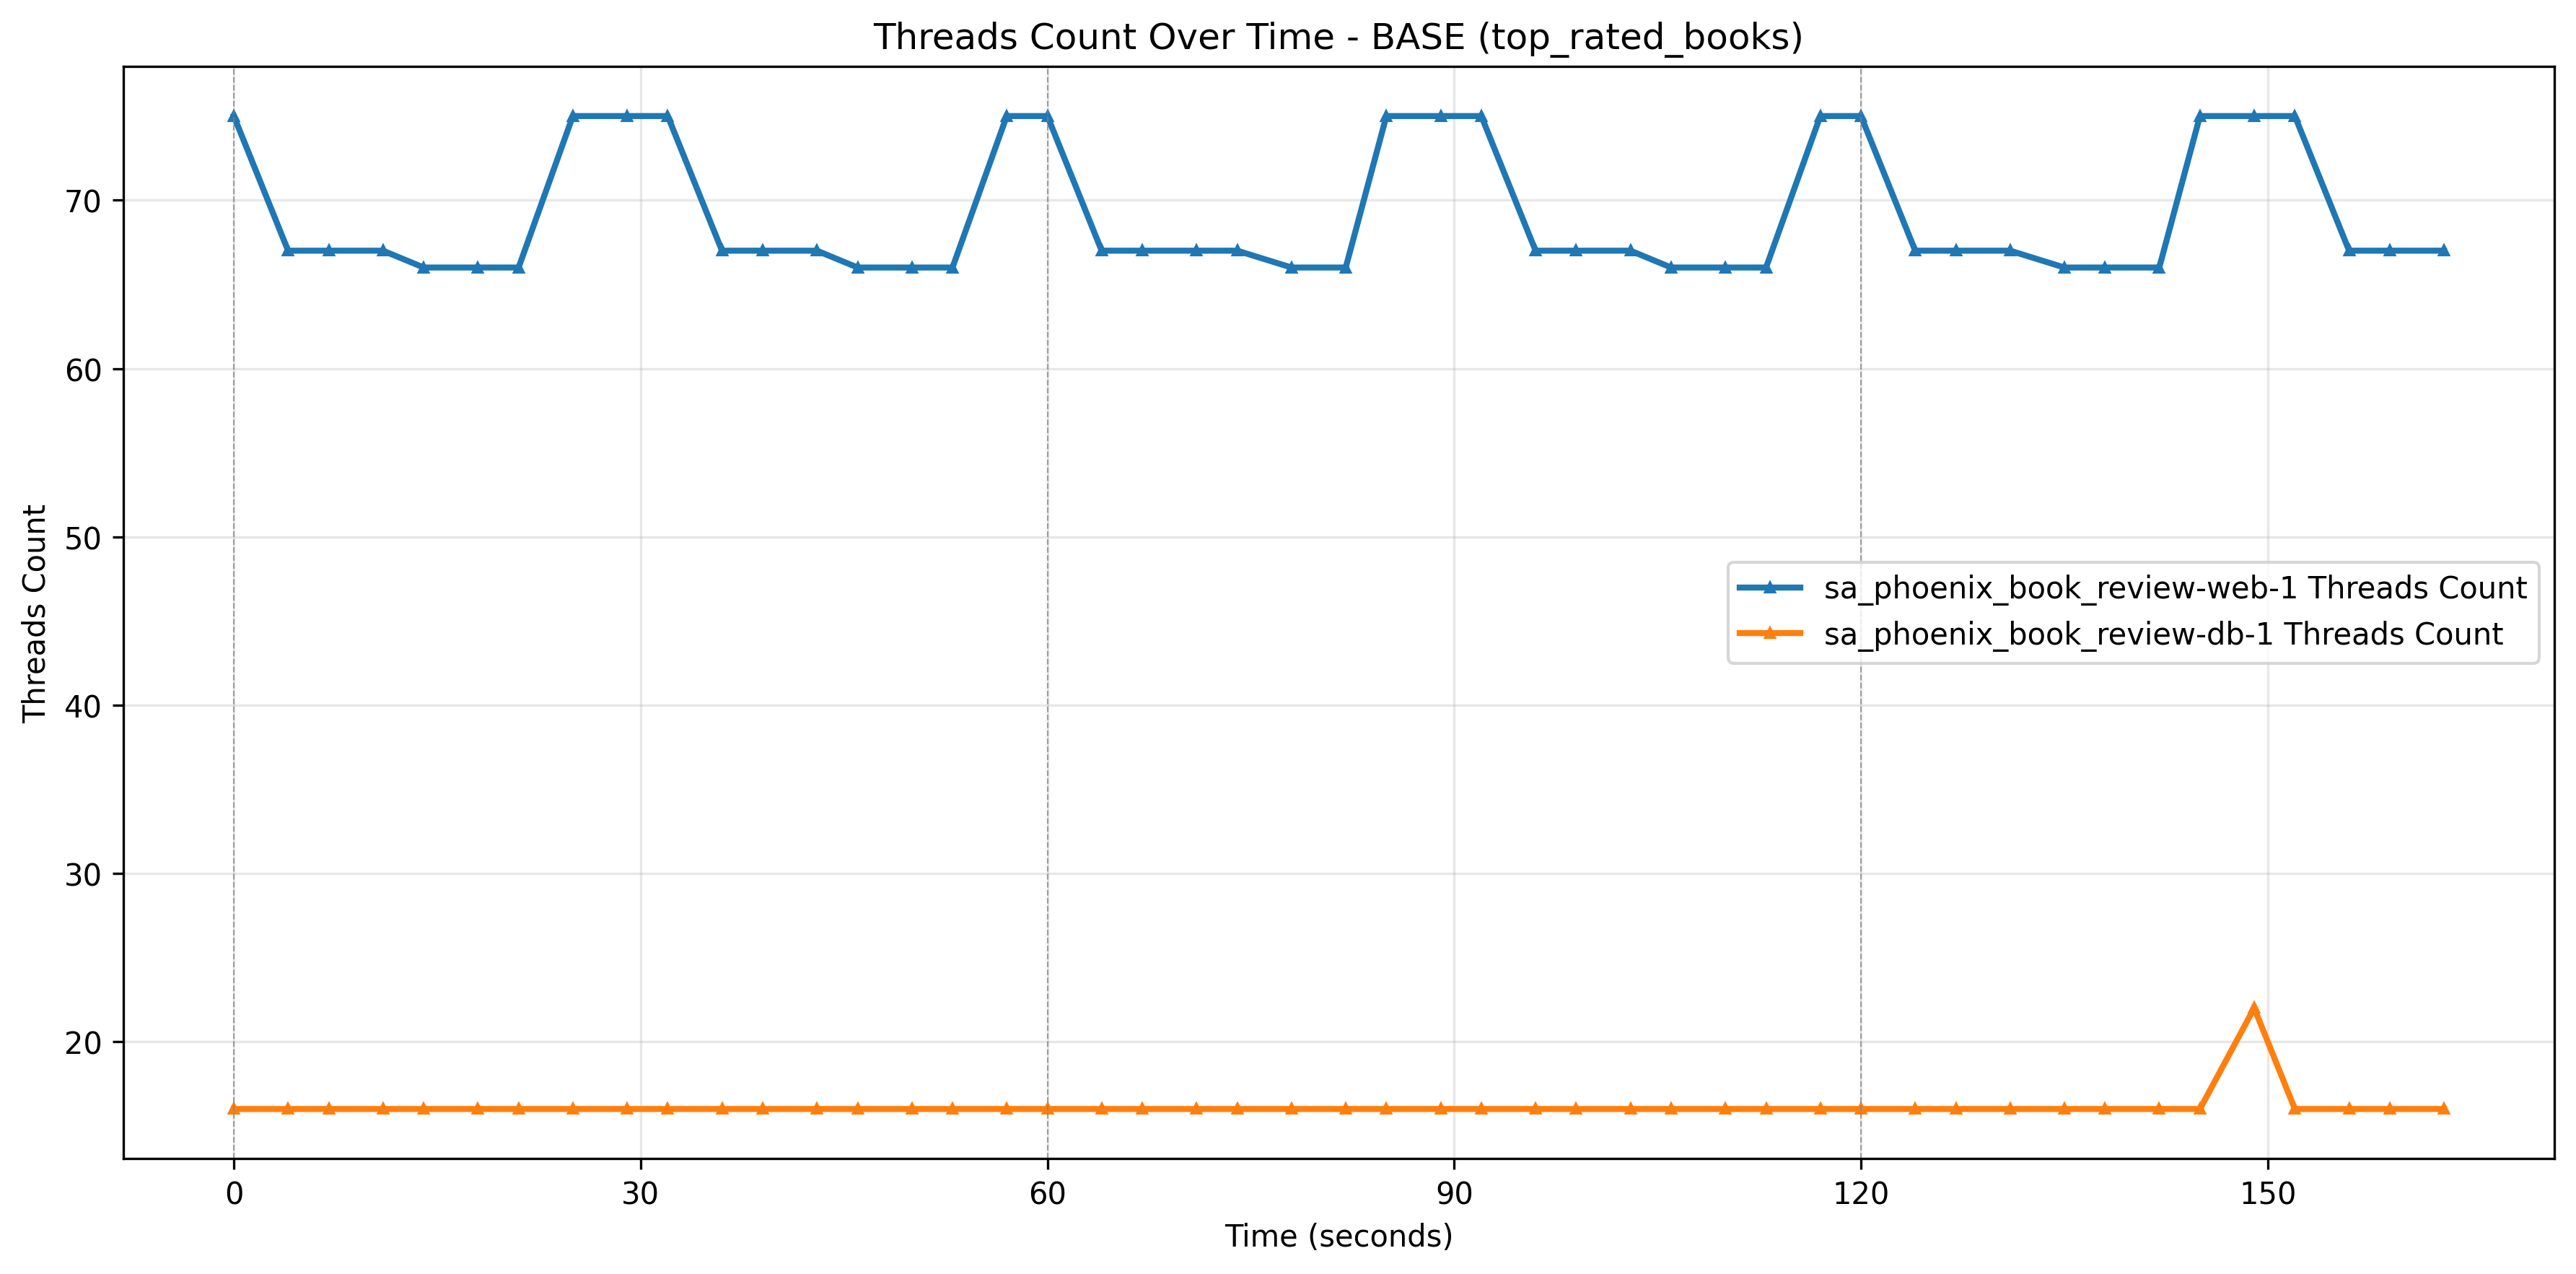 Threads Count Over Time - BASE (top_rated_books)
Threads Count
70
60
50
40
30
20
sa_phoenix_book_review-web-1 Threads Count
sa_phoenix_book_review-db-1 Threads Count
0 30 60 90 120 150
Time (seconds)